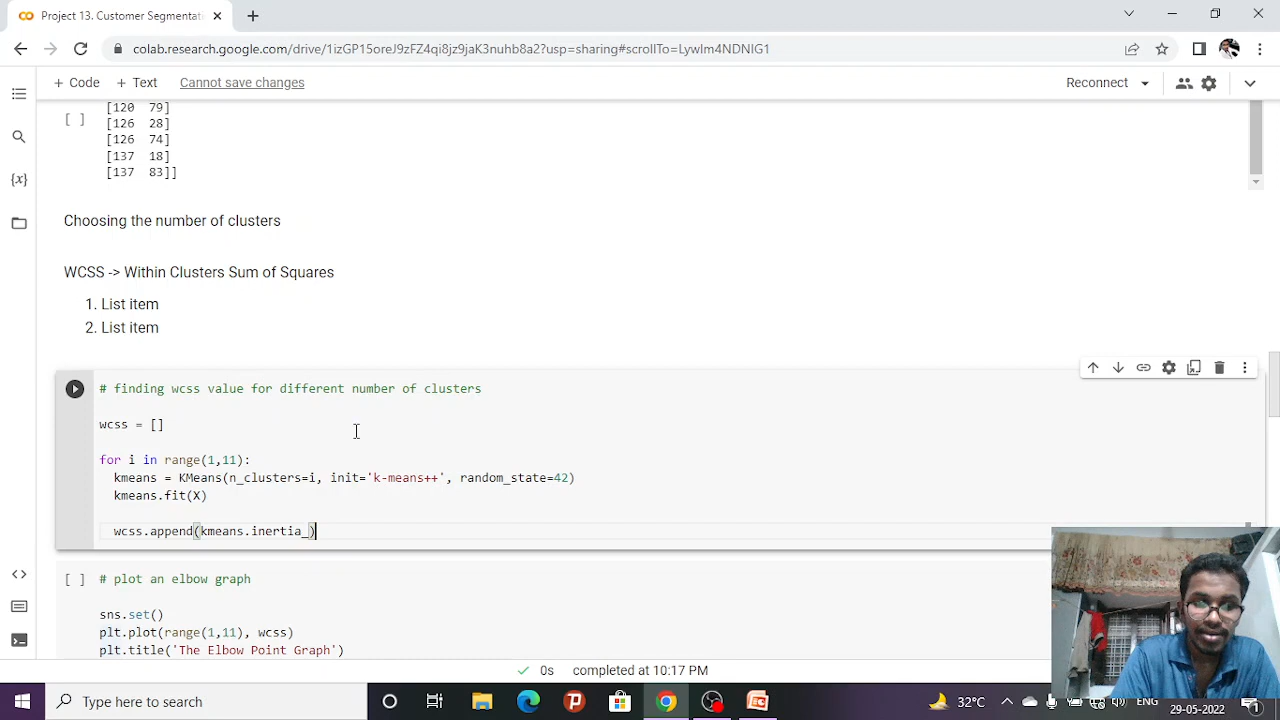 Project 13. Customer Segmentat
colab.research.google.com/drive/1izGP15oreJ9zFZ4qi8jz9jaK3nuhb8a2?usp=sharing#scrollTo=LywIm4NDNIG1
+ Code + Text Cannot save changes
Reconnect
[120 79]
[ ]
[126 28]
[126 74]
[137 18]
[137 83]]
{x}
Choosing the number of clusters
WCSS -> Within Clusters Sum of Squares
1. List item
2. List item
# finding wcss value for different number of clusters
wcss = []
for i in range(1,11):
kmeans = KMeans(n_clusters=i, init='k-means++', random_state=42)
kmeans.fit(X)
wcss.append(kmeans.inertia_)
[ ] # plot an elbow graph
sns.set()
plt.plot(range(1,11), wcss)
plt.title('The Elbow Point Graph')
0s completed at 10:17 PM
Type here to search
32°C
ENG
22:20
29-05-2022
1